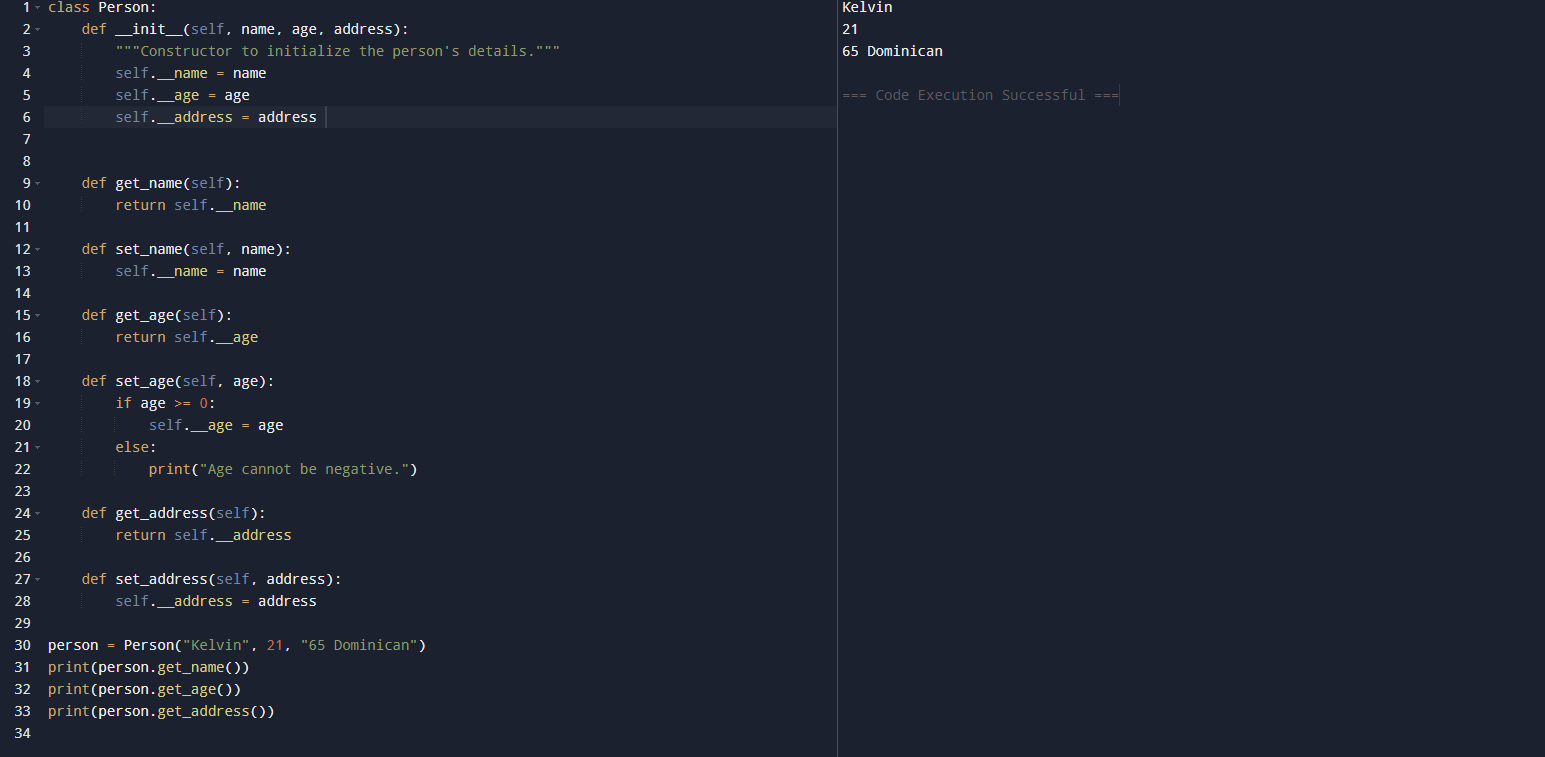 1 class Person:
2     def __init__(self, name, age, address):
3         """Constructor to initialize the person's details."""
4         self.__name = name
5         self.__age = age
6         self.__address = address
7
8
9     def get_name(self):
10         return self.__name
11
12     def set_name(self, name):
13         self.__name = name
14
15     def get_age(self):
16         return self.__age
17
18     def set_age(self, age):
19         if age >= 0:
20             self.__age = age
21         else:
22             print("Age cannot be negative.")
23
24     def get_address(self):
25         return self.__address
26
27     def set_address(self, address):
28         self.__address = address
29
30 person = Person("Kelvin", 21, "65 Dominican")
31 print(person.get_name())
32 print(person.get_age())
33 print(person.get_address())
34
Kelvin
21
65 Dominican
=== Code Execution Successful ===